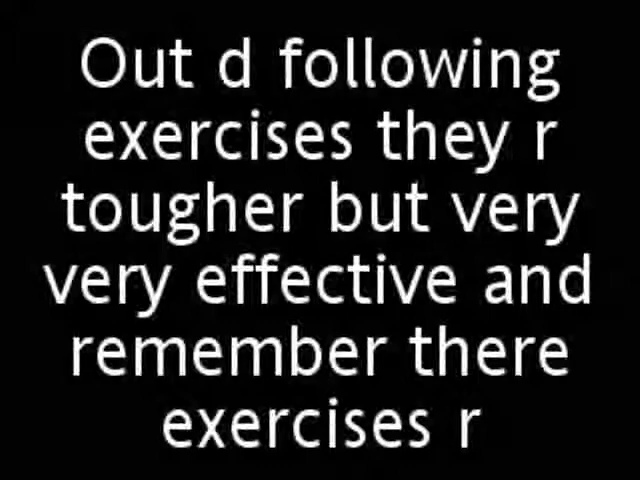 Out d following
exercises they r
tougher but very
very effective and
remember there
exercises r